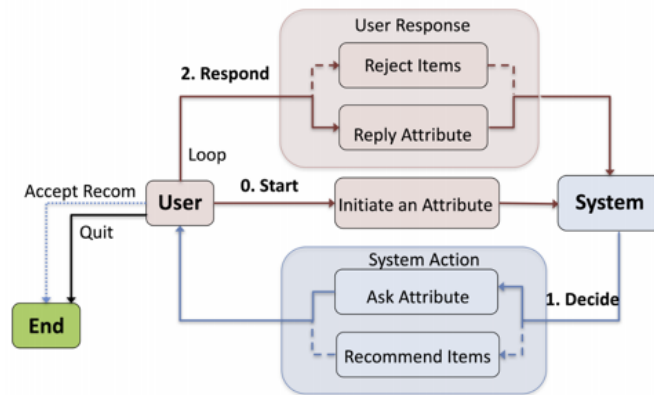 User Response
2. Respond
Reject Items
Reply Attribute
Loop
0. Start
Accept Recom
User
Initiate an Attribute
System
Quit
System Action
Ask Attribute
1. Decide
End
Recommend Items